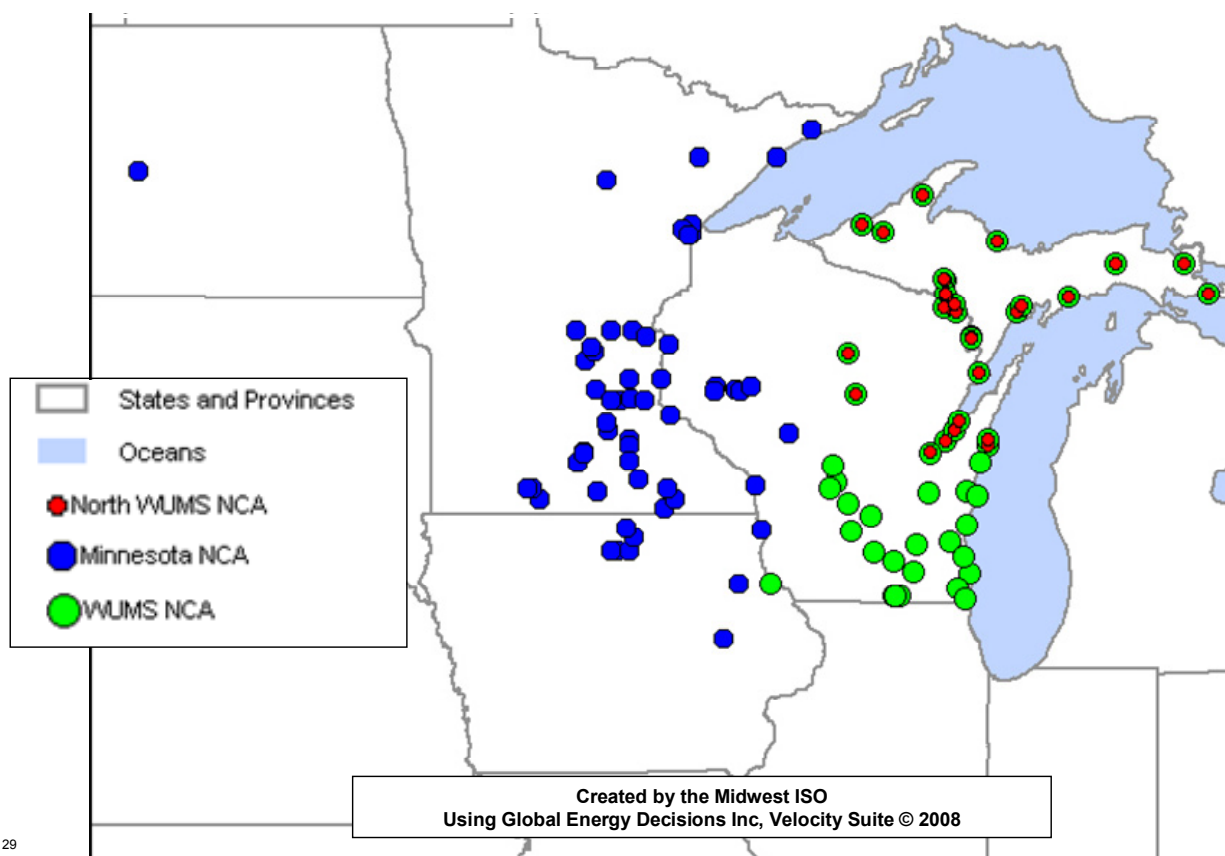 States and Provinces
Oceans
North WUMS NCA
Minnesota NCA
WUMS NCA
Created by the Midwest ISO
Using Global Energy Decisions Inc, Velocity Suite © 2008
29